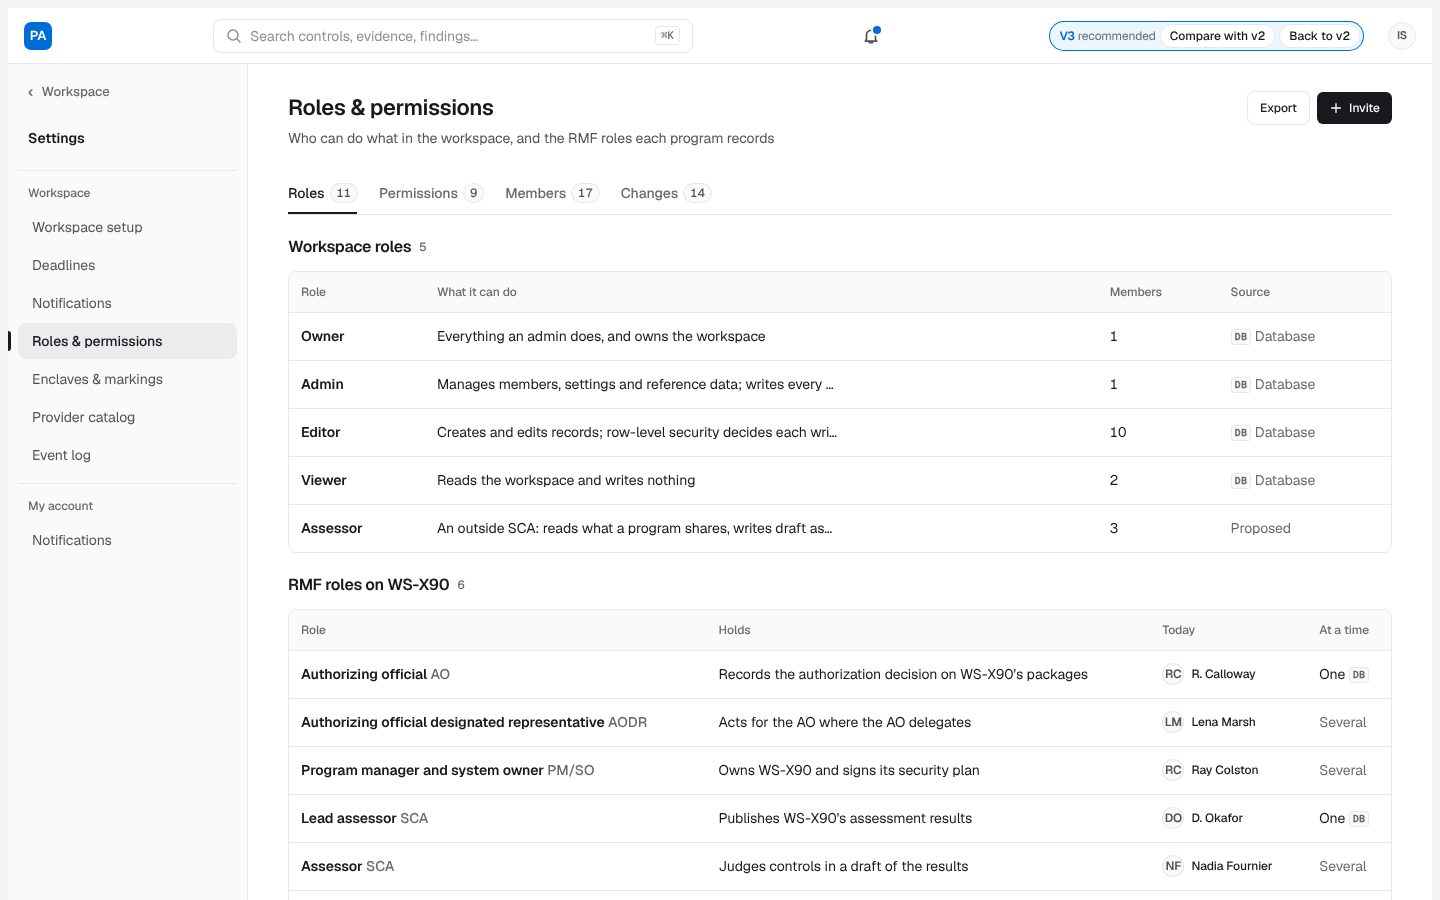 PA
Search controls, evidence, findings...
⌘K
V3 recommended
Compare with v2
Back to v2
IS
‹ Workspace
Settings
Workspace
Workspace setup
Deadlines
Notifications
Roles & permissions
Enclaves & markings
Provider catalog
Event log
My account
Notifications
Roles & permissions
Who can do what in the workspace, and the RMF roles each program records
Export
+ Invite
Roles 11
Permissions 9
Members 17
Changes 14
Workspace roles 5
Role What it can do Members Source
Owner Everything an admin does, and owns the workspace 1 DB Database
Admin Manages members, settings and reference data; writes every ... 1 DB Database
Editor Creates and edits records; row-level security decides each wri... 10 DB Database
Viewer Reads the workspace and writes nothing 2 DB Database
Assessor An outside SCA: reads what a program shares, writes draft as... 3 Proposed
RMF roles on WS-X90 6
Role Holds Today At a time
Authorizing official AO Records the authorization decision on WS-X90's packages RC R. Calloway One DB
Authorizing official designated representative AODR Acts for the AO where the AO delegates LM Lena Marsh Several
Program manager and system owner PM/SO Owns WS-X90 and signs its security plan RC Ray Colston Several
Lead assessor SCA Publishes WS-X90's assessment results DO D. Okafor One DB
Assessor SCA Judges controls in a draft of the results NF Nadia Fournier Several